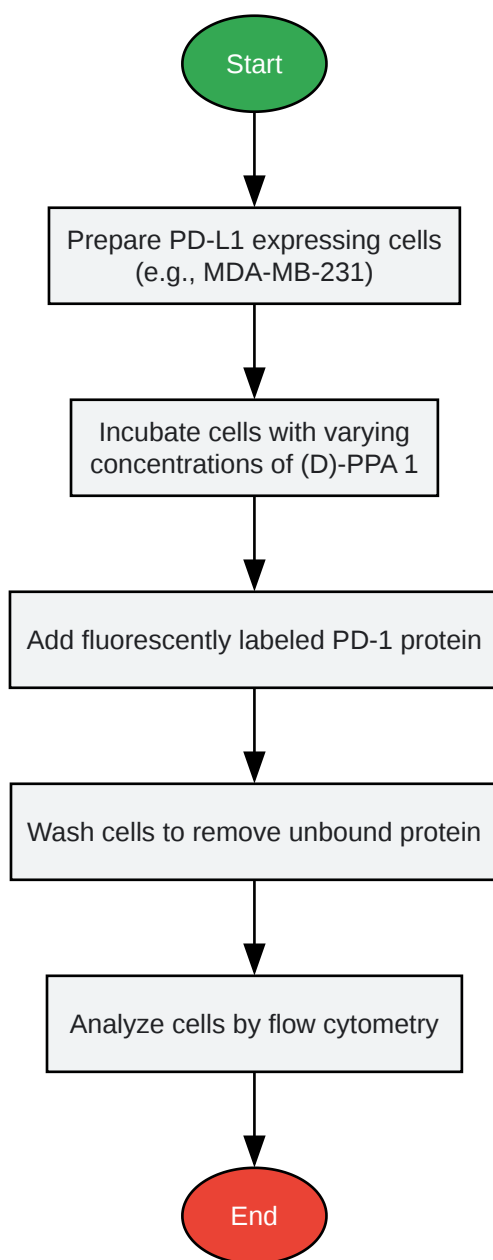 Start
Prepare PD-L1 expressing cells
(e.g., MDA-MB-231)
Incubate cells with varying
concentrations of (D)-PPA 1
Add fluorescently labeled PD-1 protein
Wash cells to remove unbound protein
Analyze cells by flow cytometry
End